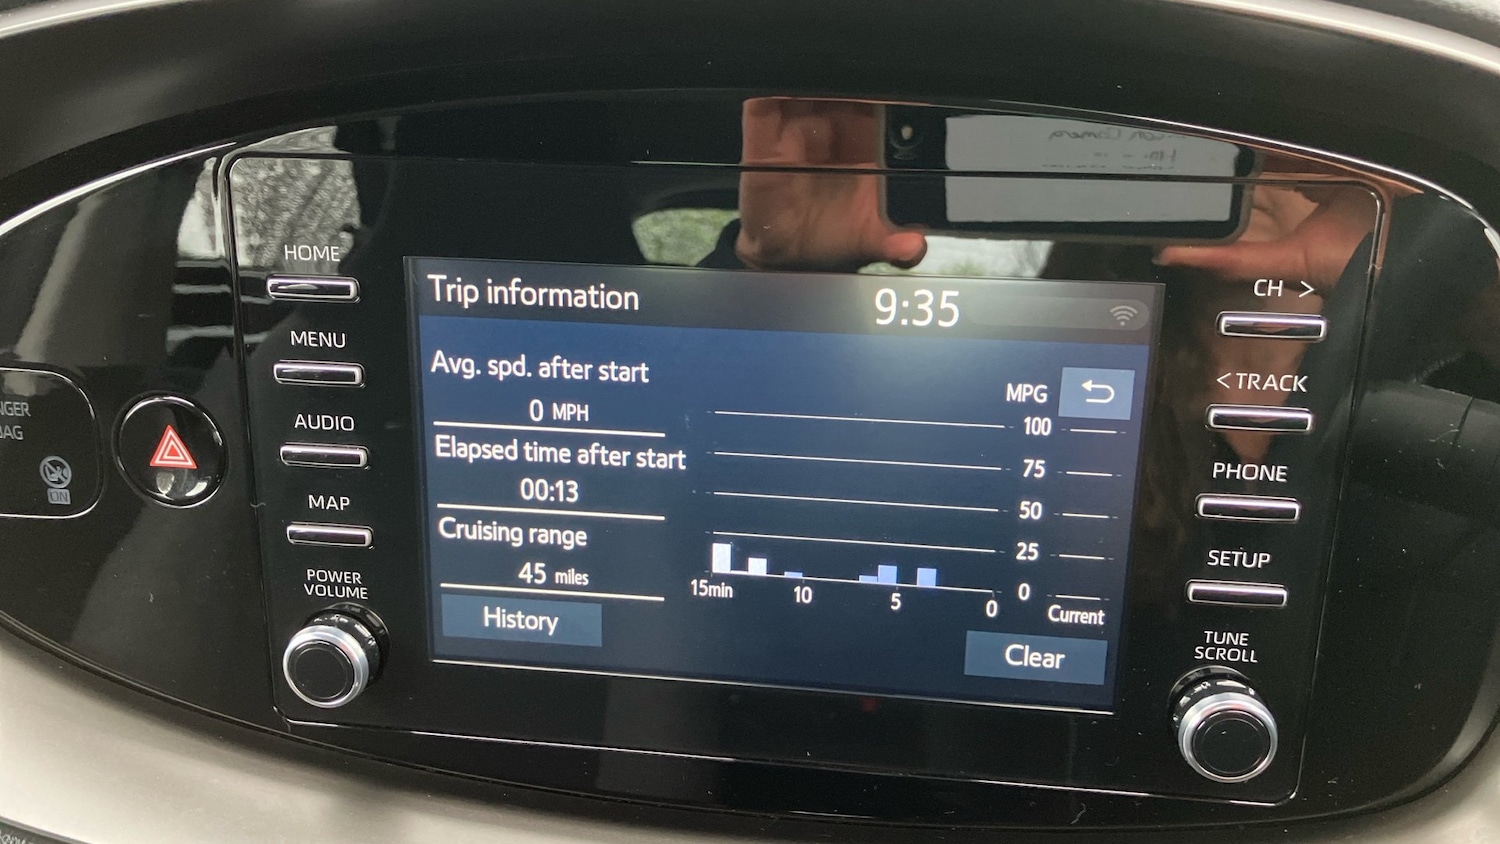 HOME
MENU
AUDIO
MAP
POWER
VOLUME
NGER
BAG
ON
Trip information
9:35
Avg. spd. after start
0 MPH
Elapsed time after start
00:13
Cruising range
45 miles
History
MPG
100
75
50
25
0
15min 10 5 0
Current
Clear
CH >
< TRACK
PHONE
SETUP
TUNE
SCROLL